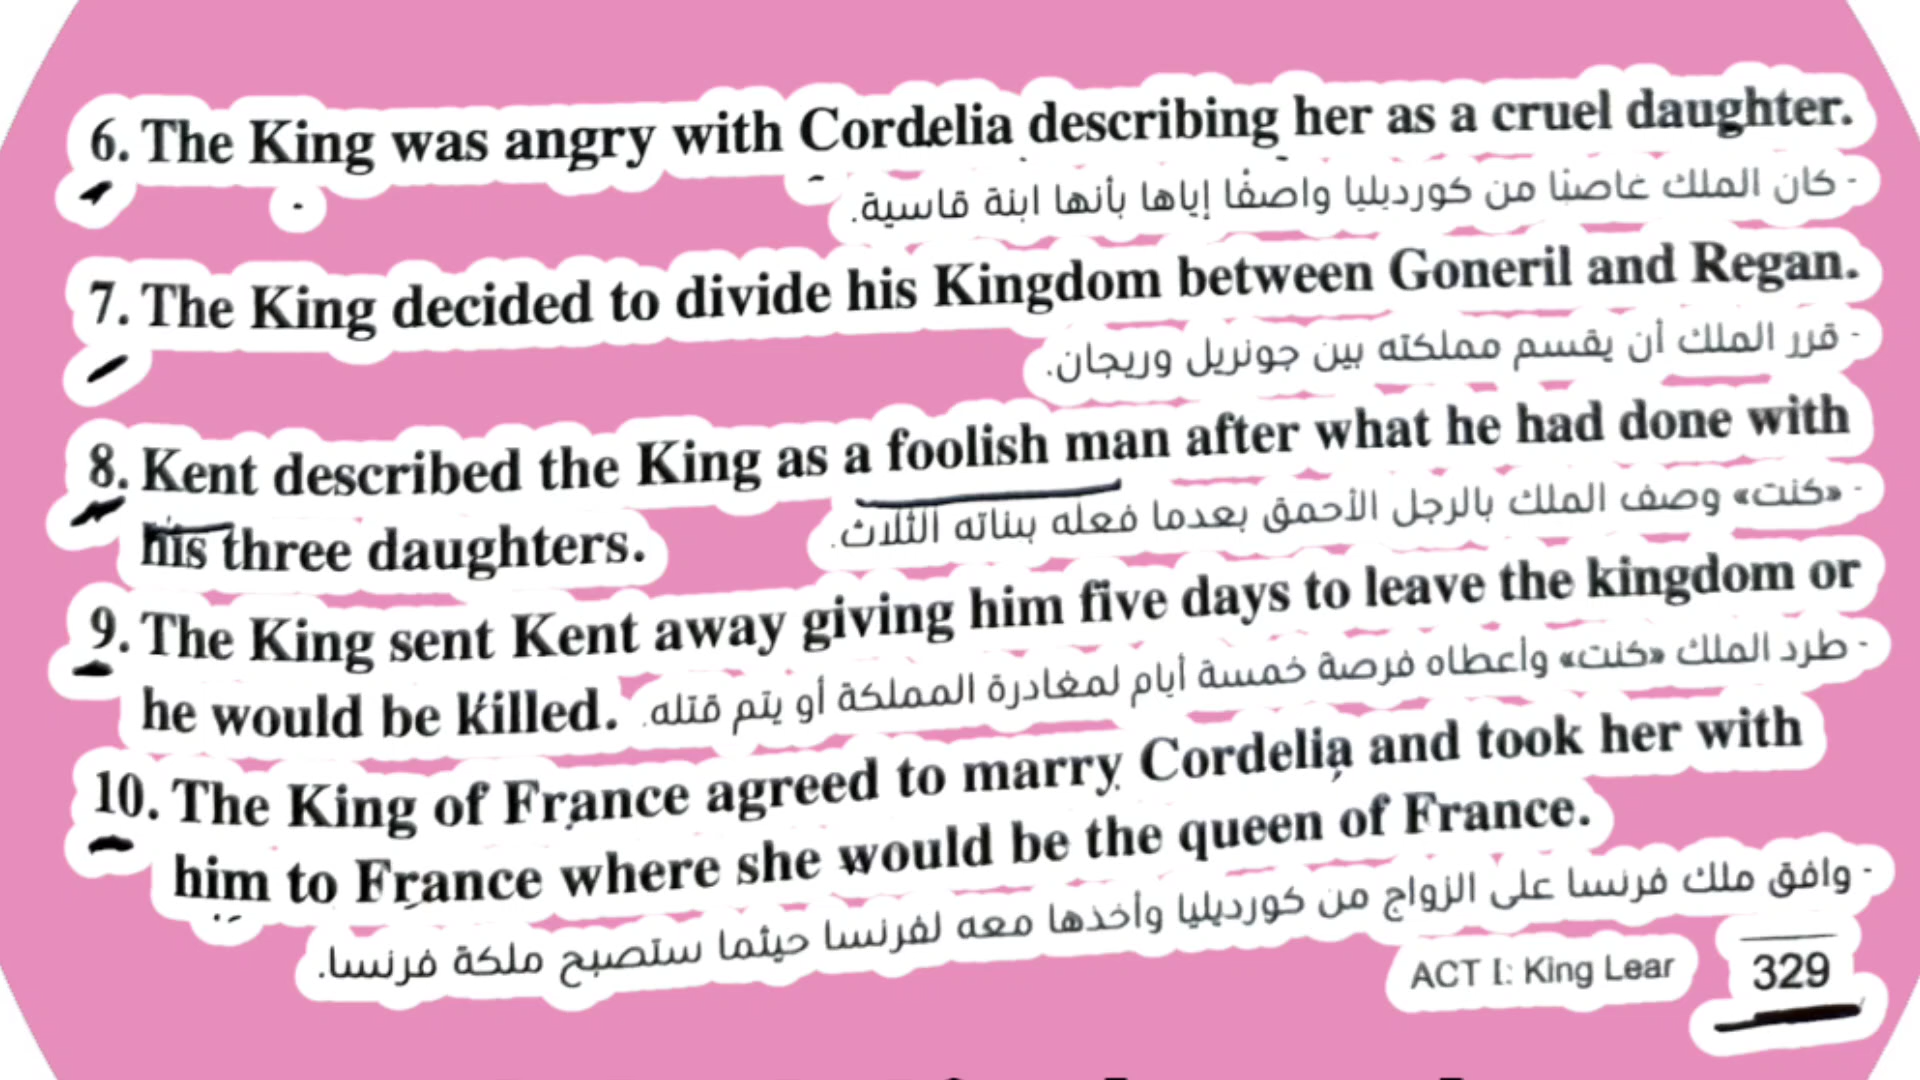 6. The King was angry with Cordelia describing her as a cruel daughter.
- كان الملك غاضبًا من كورديليا واصفًا إياها بأنها ابنة قاسية.
7. The King decided to divide his Kingdom between Goneril and Regan.
- قرر الملك أن يقسم مملكته بين جونريل وريجان.
8. Kent described the King as a foolish man after what he had done with
- «كنت» وصف الملك بالرجل الأحمق بعدما فعله ببناته الثلاث.
his three daughters.
9. The King sent Kent away giving him five days to leave the kingdom or
- طرد الملك «كنت» وأعطاه فرصة خمسة أيام لمغادرة المملكة أو يتم قتله.
he would be killed.
10. The King of France agreed to marry Cordelia and took her with
him to France where she would be the queen of France.
- وافق ملك فرنسا على الزواج من كورديليا وأخذها معه لفرنسا حيثما ستصبح ملكة فرنسا.
ACT I: King Lear 329